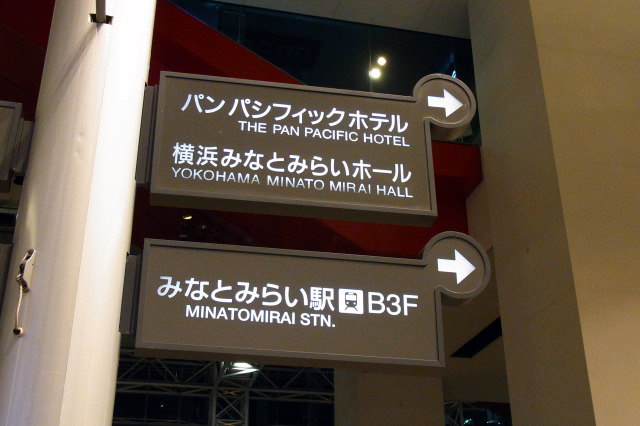 パン パシフィックホテル
THE PAN PACIFIC HOTEL
横浜みなとみらいホール
YOKOHAMA MINATO MIRAI HALL
みなとみらい駅 B3F
MINATOMIRAI STN.